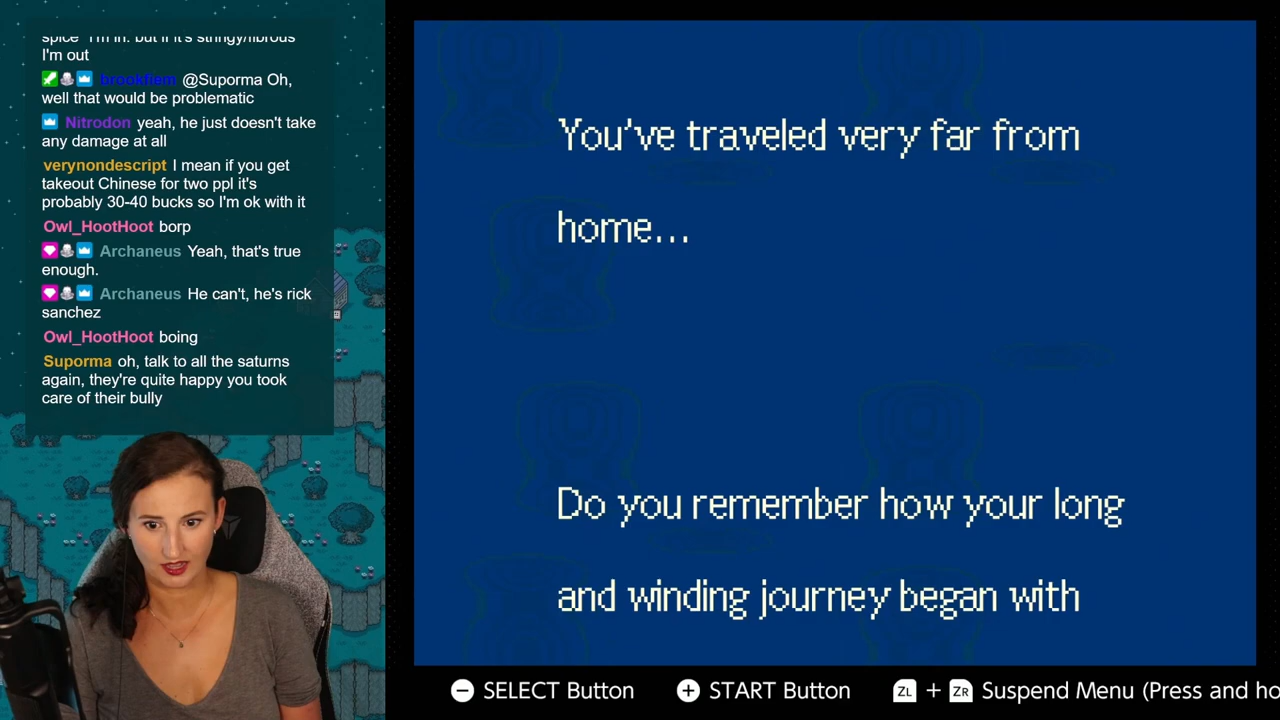 spice" I'm in. but if it's stringy/fibrous
I'm out
brookfiem @Suporma Oh,
well that would be problematic
Nitrodon yeah, he just doesn't take
any damage at all
verynondescript I mean if you get
takeout Chinese for two ppl it's
probably 30-40 bucks so I'm ok with it
Owl_HootHoot borp
Archaneus Yeah, that's true
enough.
Archaneus He can't, he's rick
sanchez
Owl_HootHoot boing
Suporma oh, talk to all the saturns
again, they're quite happy you took
care of their bully
You've traveled very far from
home...
Do you remember how your long
and winding journey began with
SELECT Button
START Button
ZL + ZR Suspend Menu (Press and ho